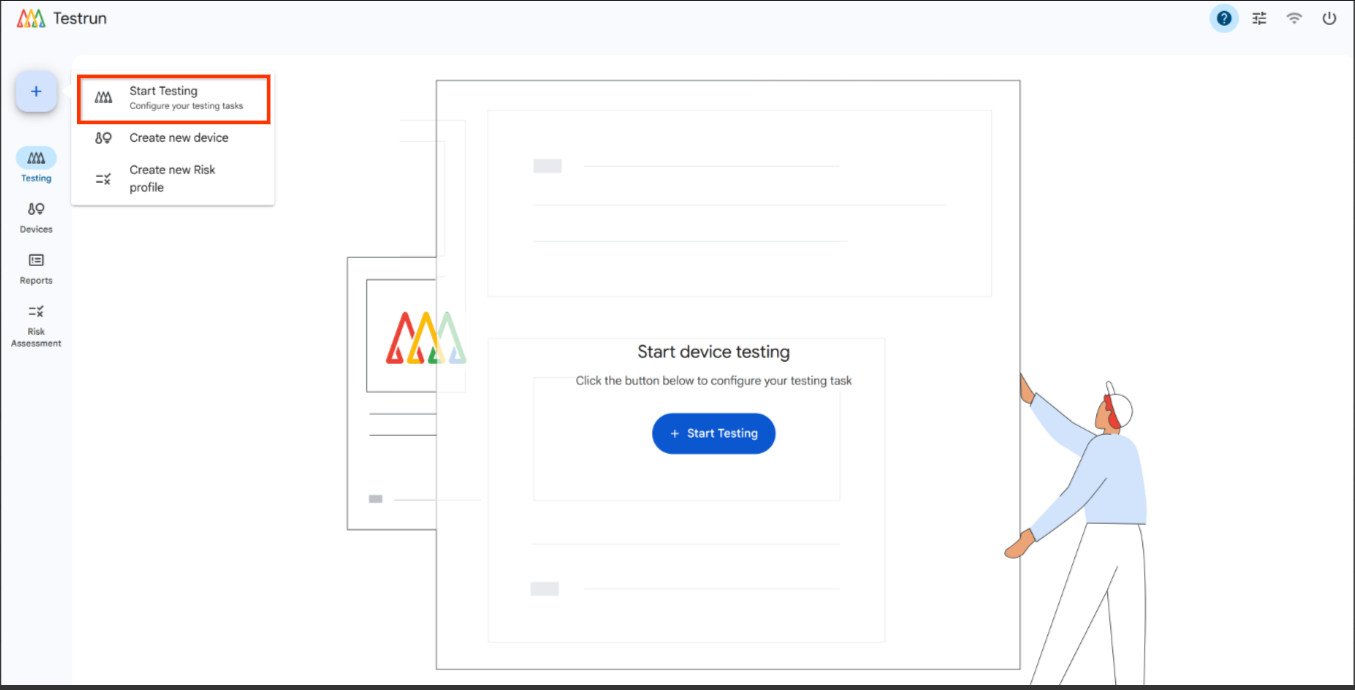 Testrun
Start Testing
Configure your testing tasks
Create new device
Create new Risk
profile
Testing
Devices
Reports
Risk
Assessment
Start device testing
Click the button below to configure your testing task
+ Start Testing